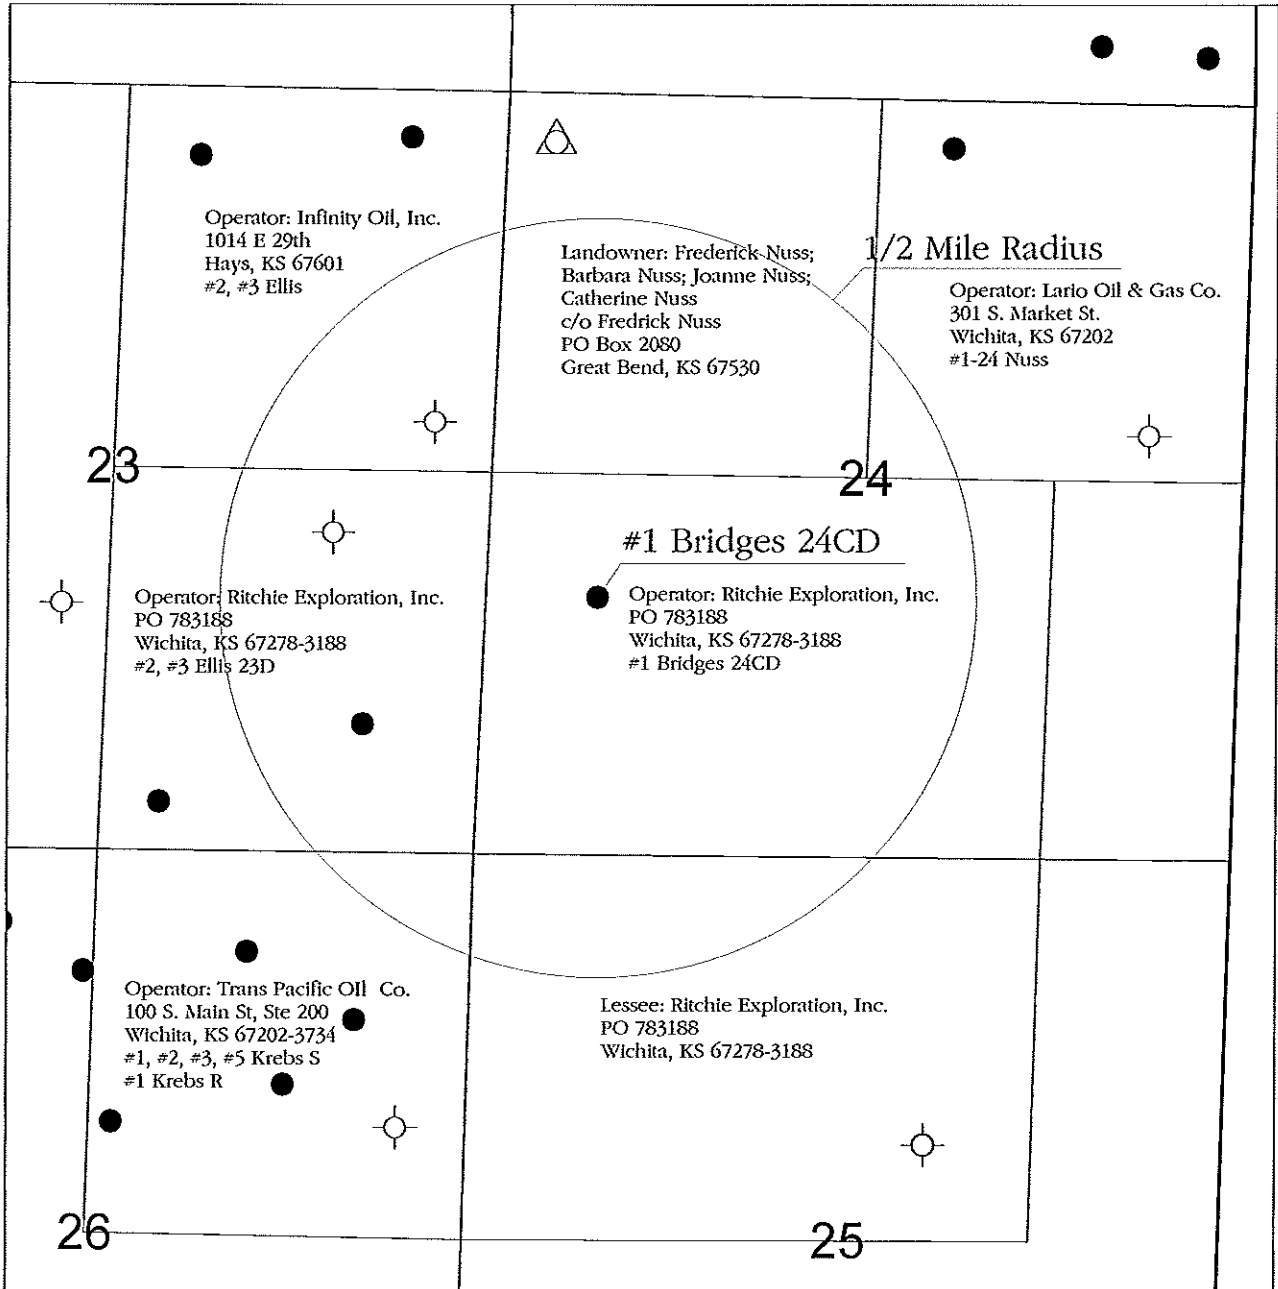 Operator: Infinity Oil, Inc.
1014 E 29th
Hays, KS 67601
#2, #3 Ellis
Landowner: Frederick Nuss;
Barbara Nuss; Joanne Nuss;
Catherine Nuss
c/o Fredrick Nuss
PO Box 2080
Great Bend, KS 67530
1/2 Mile Radius
Operator: Lario Oil & Gas Co.
301 S. Market St.
Wichita, KS 67202
#1-24 Nuss
23
24
#1 Bridges 24CD
Operator: Ritchie Exploration, Inc.
PO 783188
Wichita, KS 67278-3188
#2, #3 Ellis 23D
Operator: Ritchie Exploration, Inc.
PO 783188
Wichita, KS 67278-3188
#1 Bridges 24CD
Operator: Trans Pacific OIl Co.
100 S. Main St, Ste 200
Wichita, KS 67202-3734
#1, #2, #3, #5 Krebs S
#1 Krebs R
Lessee: Ritchie Exploration, Inc.
PO 783188
Wichita, KS 67278-3188
26
25